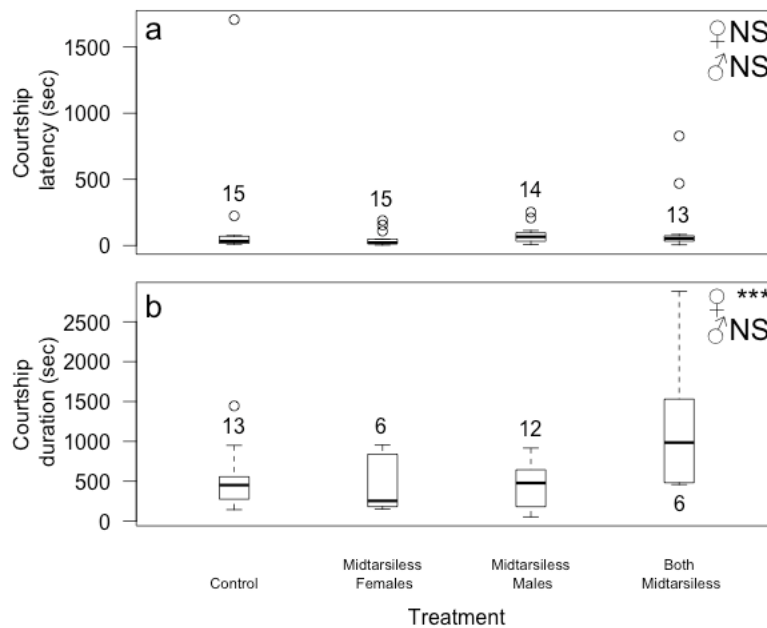 a
♀NS
♂NS
Courtship
latency (sec)
1500
1000
500
0
15
15
14
13
b
♀ ***
♂NS
Courtship
duration (sec)
2500
2000
1500
1000
500
0
13
6
12
6
Control
Midtarsiless
Females
Midtarsiless
Males
Both
Midtarsiless
Treatment